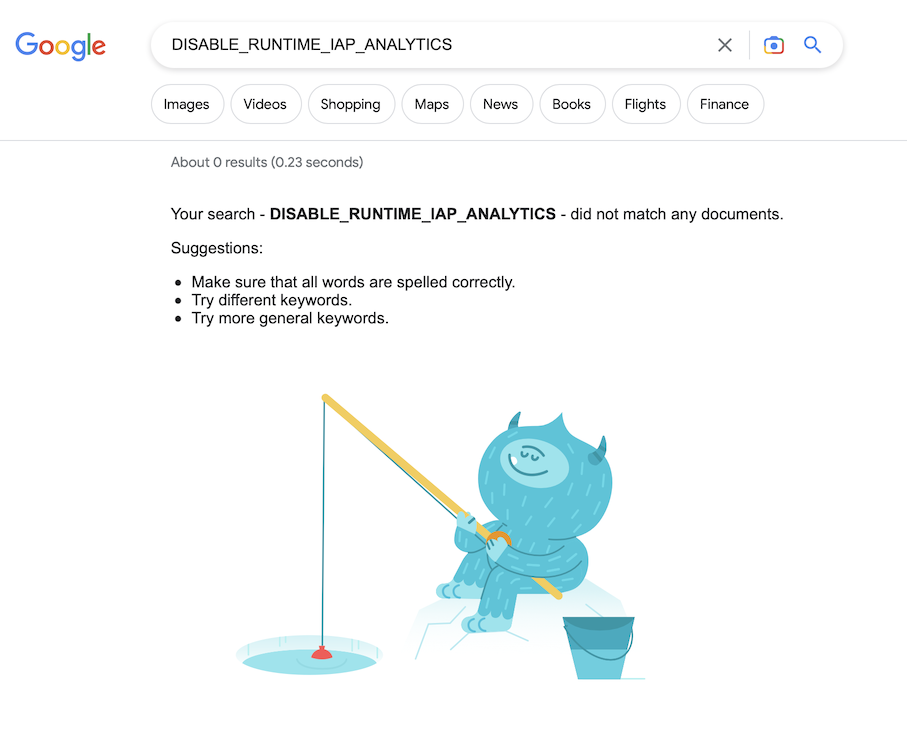 Google
DISABLE_RUNTIME_IAP_ANALYTICS
Images Videos Shopping Maps News Books Flights Finance
About 0 results (0.23 seconds)
Your search - DISABLE_RUNTIME_IAP_ANALYTICS - did not match any documents.
Suggestions:
Make sure that all words are spelled correctly.
Try different keywords.
Try more general keywords.